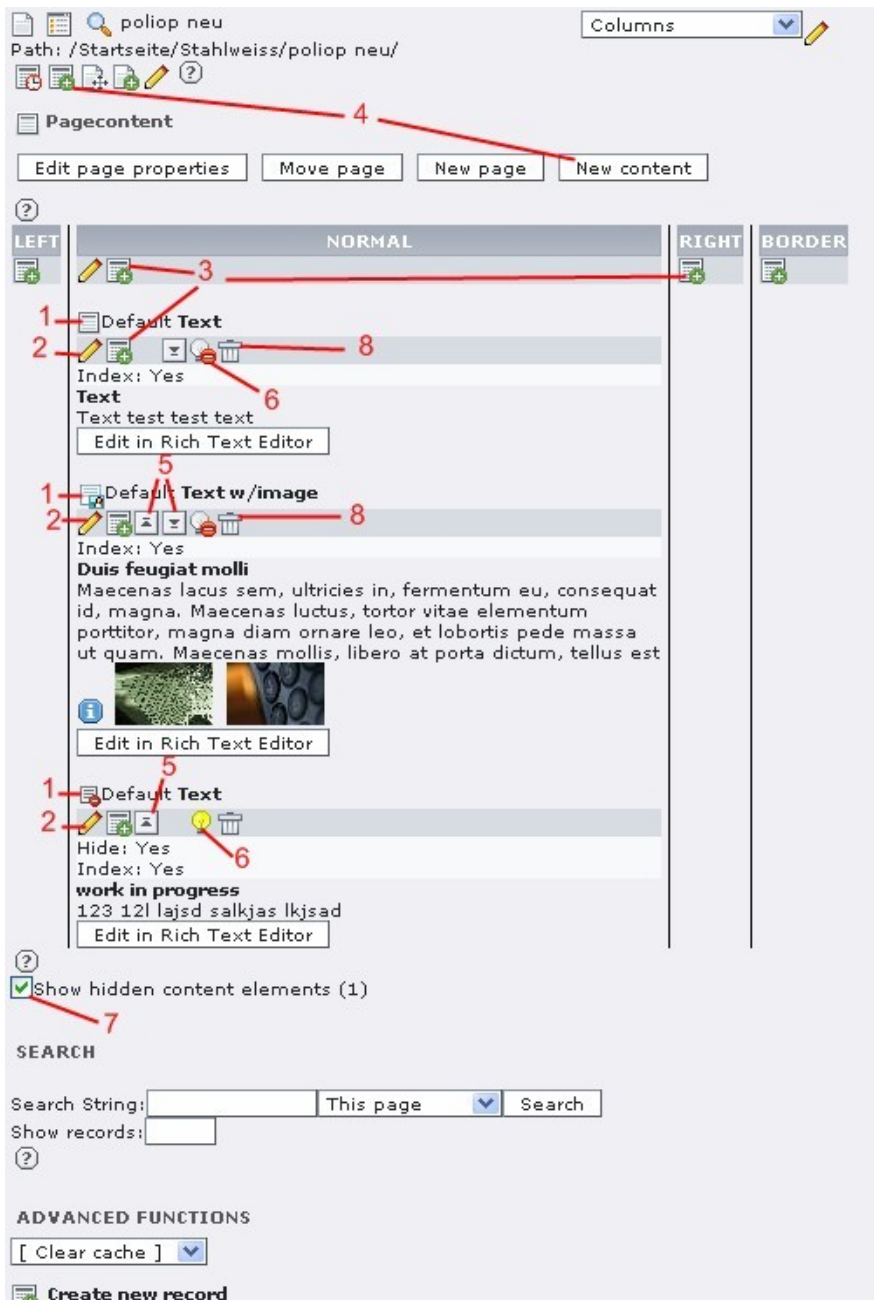 poliop neu Columns
Path: /Startseite/Stahlweiss/poliop neu/
4
Pagecontent
Edit page properties Move page New page New content
LEFT NORMAL RIGHT BORDER
3
1 Default Text
2 8
Index: Yes
6
Text
Text test test text
Edit in Rich Text Editor
5
1 Default Text w/image
2 8
Index: Yes
Duis feugiat molli
Maecenas lacus sem, ultricies in, fermentum eu, consequat
id, magna. Maecenas luctus, tortor vitae elementum
porttitor, magna diam ornare leo, et lobortis pede massa
ut quam. Maecenas mollis, libero at porta dictum, tellus est
Edit in Rich Text Editor
5
1 Default Text
2
Hide: Yes
6
Index: Yes
work in progress
123 12l lajsd salkjas lkjsad
Edit in Rich Text Editor
Show hidden content elements (1)
7
SEARCH
Search String: This page Search
Show records:
ADVANCED FUNCTIONS
[ Clear cache ]
Create new record